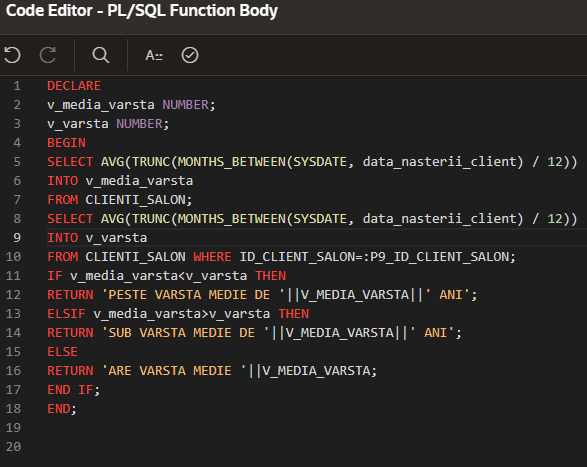 Code Editor - PL/SQL Function Body
A::
1 DECLARE
2 v_media_varsta NUMBER;
3 v_varsta NUMBER;
4 BEGIN
5 SELECT AVG(TRUNC(MONTHS_BETWEEN(SYSDATE, data_nasterii_client) / 12))
6 INTO v_media_varsta
7 FROM CLIENTI_SALON;
8 SELECT AVG(TRUNC(MONTHS_BETWEEN(SYSDATE, data_nasterii_client) / 12))
9 INTO v_varsta
10 FROM CLIENTI_SALON WHERE ID_CLIENT_SALON=:P9_ID_CLIENT_SALON;
11 IF v_media_varsta<v_varsta THEN
12 RETURN 'PESTE VARSTA MEDIE DE '||V_MEDIA_VARSTA||' ANI';
13 ELSIF v_media_varsta>v_varsta THEN
14 RETURN 'SUB VARSTA MEDIE DE '||V_MEDIA_VARSTA||' ANI';
15 ELSE
16 RETURN 'ARE VARSTA MEDIE '||V_MEDIA_VARSTA;
17 END IF;
18 END;
19
20